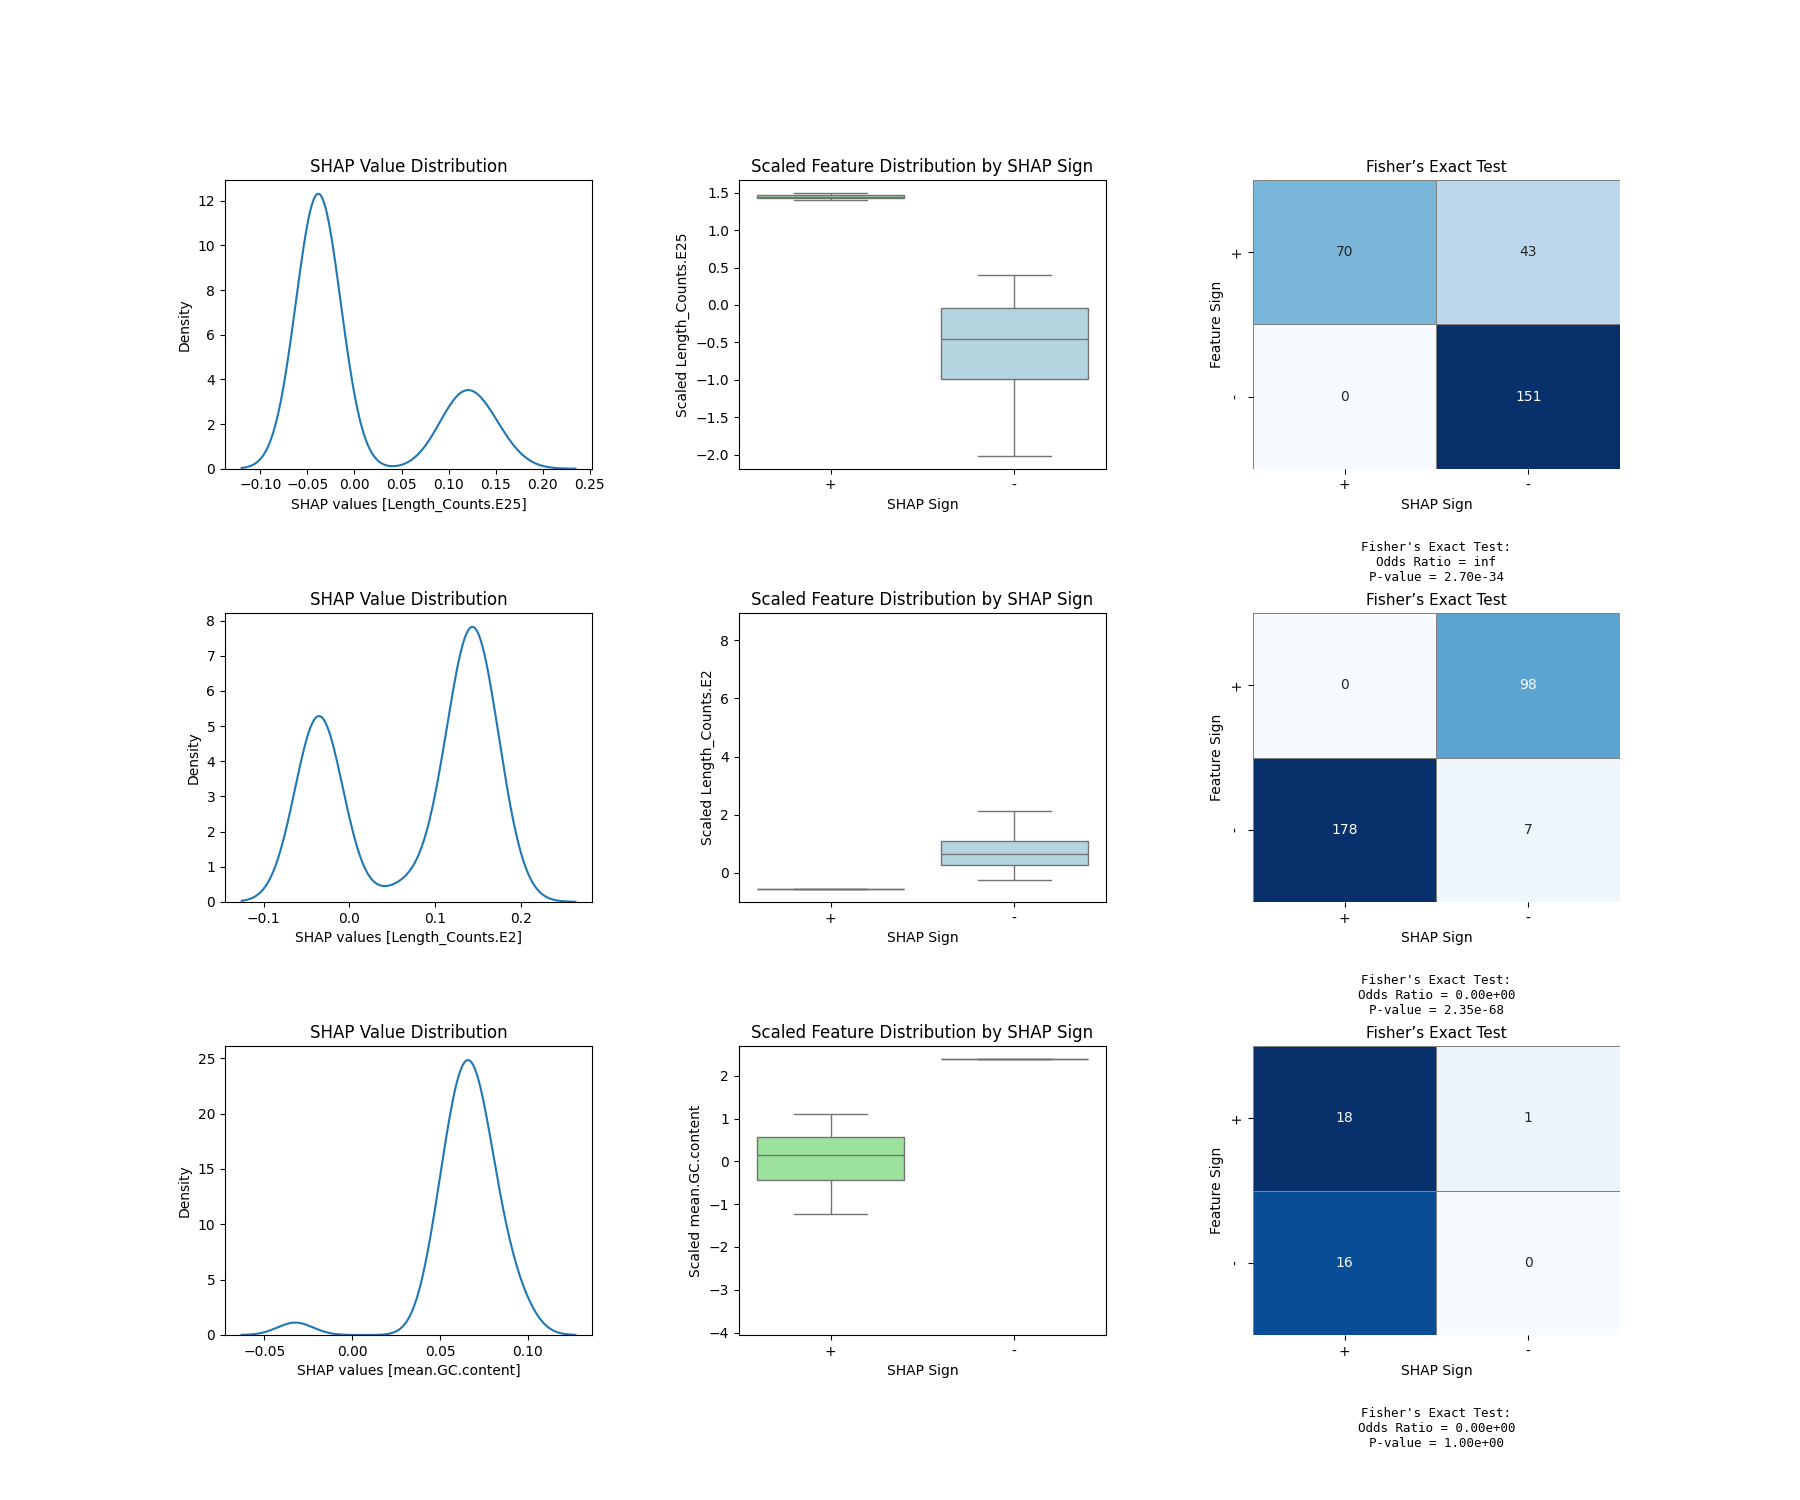 SHAP Value Distribution
Scaled Feature Distribution by SHAP Sign
Fisher’s Exact Test
Density
12
10
8
6
4
2
0
−0.10 −0.05 0.00 0.05 0.10 0.15 0.20 0.25
SHAP values [Length_Counts.E25]
Scaled Length_Counts.E25
1.5
1.0
0.5
0.0
−0.5
−1.0
−1.5
−2.0
+ -
SHAP Sign
Feature Sign
+
-
70 43
0 151
+ -
SHAP Sign
Fisher's Exact Test:
Odds Ratio = inf
P-value = 2.70e-34
SHAP Value Distribution
Scaled Feature Distribution by SHAP Sign
Fisher’s Exact Test
Density
8
7
6
5
4
3
2
1
0
−0.1 0.0 0.1 0.2
SHAP values [Length_Counts.E2]
Scaled Length_Counts.E2
8
6
4
2
0
+ -
SHAP Sign
Feature Sign
+
-
0 98
178 7
+ -
SHAP Sign
Fisher's Exact Test:
Odds Ratio = 0.00e+00
P-value = 2.35e-68
SHAP Value Distribution
Scaled Feature Distribution by SHAP Sign
Fisher’s Exact Test
Density
25
20
15
10
5
0
−0.05 0.00 0.05 0.10
SHAP values [mean.GC.content]
Scaled mean.GC.content
2
1
0
−1
−2
−3
−4
+ -
SHAP Sign
Feature Sign
+
-
18 1
16 0
+ -
SHAP Sign
Fisher's Exact Test:
Odds Ratio = 0.00e+00
P-value = 1.00e+00